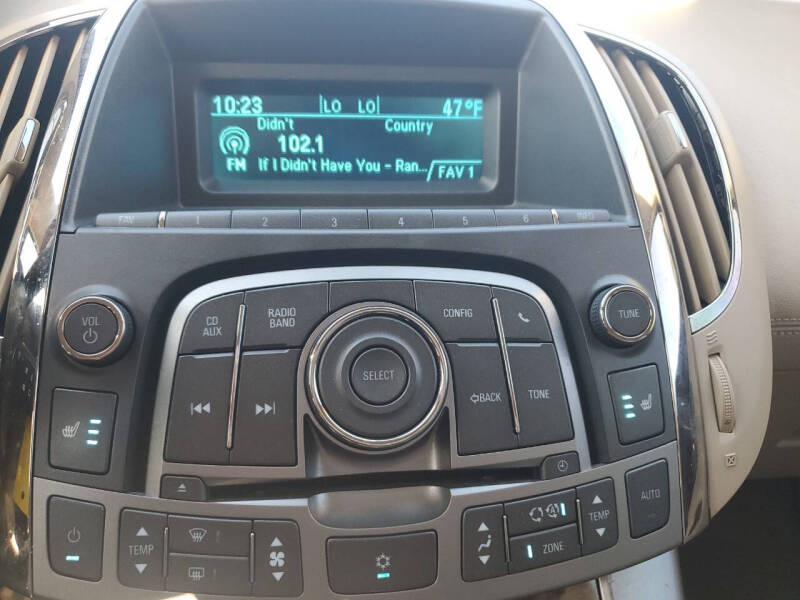 10:23 LO LO 47°F
Didn't Country
102.1
FM If I Didn't Have You - Ran... FAV 1
FAV 1 2 3 4 5 6 INFO
VOL
CD AUX
RADIO BAND
CONFIG
TUNE
SELECT
BACK
TONE
TEMP
ZONE
TEMP
AUTO